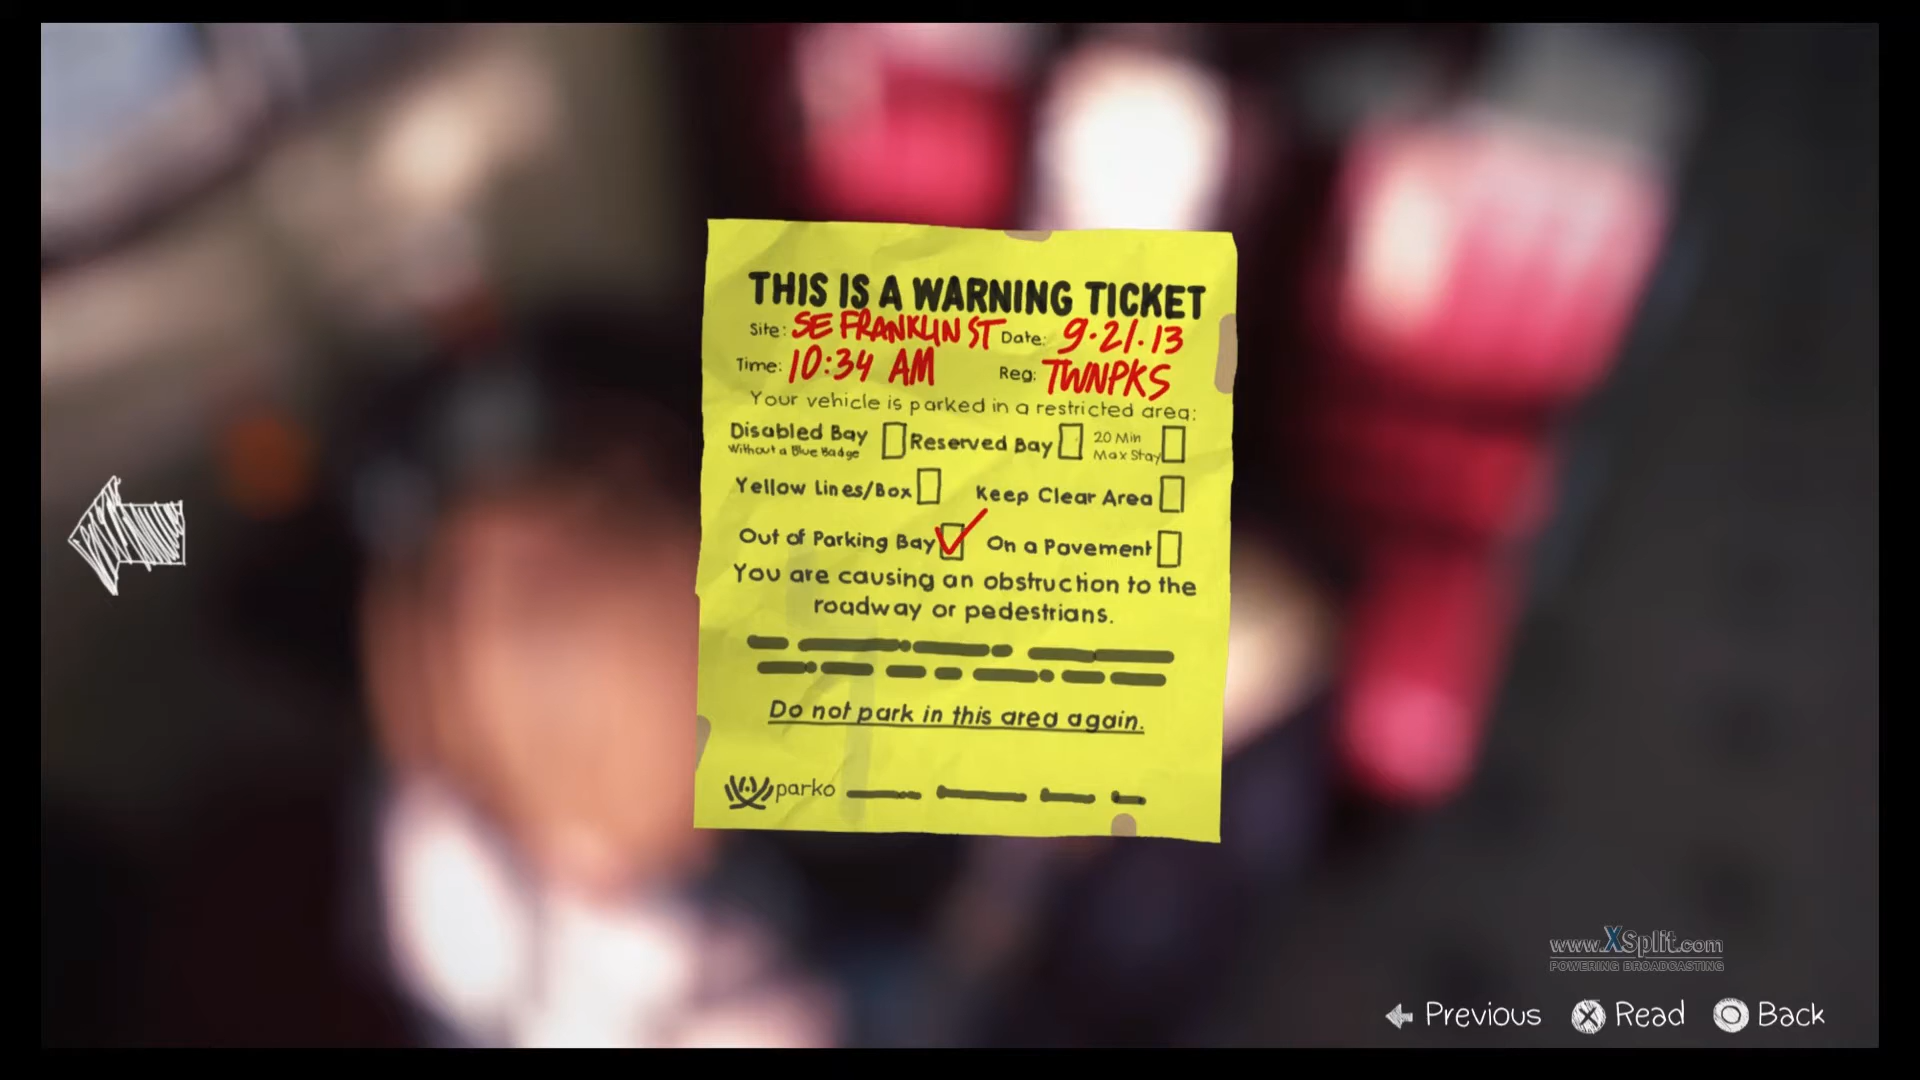 THIS IS A WARNING TICKET
Site: SE FRANKLIN ST Date: 9.21.13
Time: 10:34 AM Reg: TWNPKS
Your vehicle is parked in a restricted area:
Disabled Bay Reserved Bay 20 Min
Without a Blue Badge Max Stay
Yellow Lines/Box Keep Clear Area
Out of Parking Bay On a Pavement
You are causing an obstruction to the
roadway or pedestrians.
Do not park in this area again.
parko
www.XSplit.com
POWERING BROADCASTING
Previous Read Back